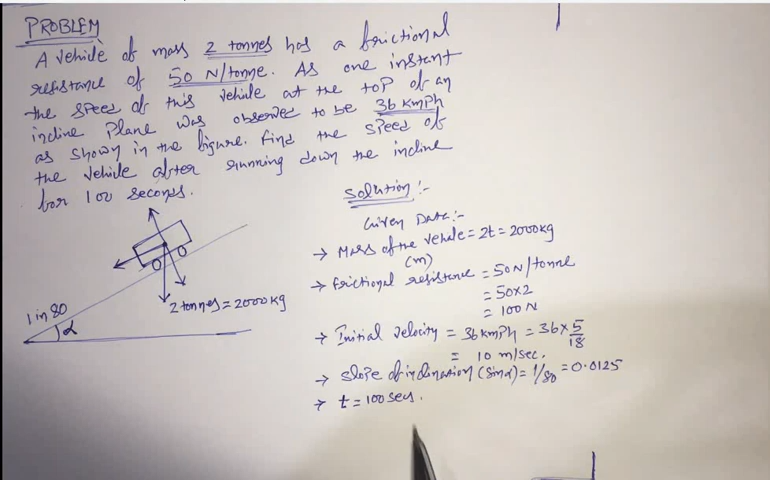 PROBLEM
A vehicle of mass 2 tonnes has a frictional
resistance of 50 N/tonne. As one instant
the speed of this vehicle at the top of an
incline plane was observed to be 36 kmph
as shown in the figure. Find the speed of
the vehicle after running down the incline
for 100 seconds.
Solution :-
Given Data :-
→ Mass of the vehicle = 2t = 2000kg
(m)
→ frictional resistance = 50N/tonne
= 50x2
= 100 N
→ Initial velocity = 36 kmph = 36 x 5/18
= 10 m/sec.
→ Slope of inclination (sinα) = 1/80 = 0.0125
→ t = 100 secs.
2 tonnes = 2000 kg
1 in 80
α